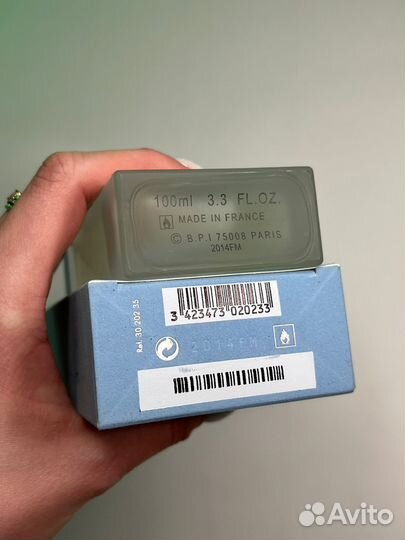 100ml 3.3 FL.OZ.
MADE IN FRANCE
© B.P.I 75008 PARIS
2014FM
Ref. 30 202 35
3 423473 020233
2014FM
Avito